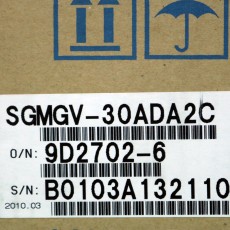 SGMGV-30ADA2C
O/N: 9D2702-6
S/N: B0103A132110
2010.03